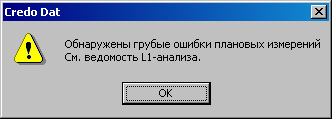 Credo Dat
Обнаружены грубые ошибки плановых измерений
См. ведомость L1-анализа.
OK